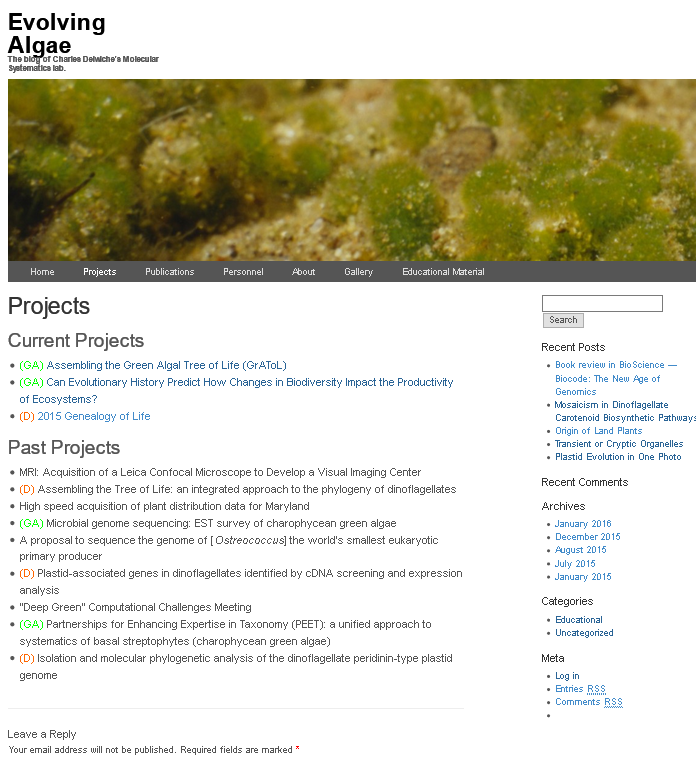 Evolving
Algae
The blog of Charles Delwiche's Molecular
Systematics lab.
Home Projects Publications Personnel About Gallery Educational Material
Projects
Current Projects
(GA) Assembling the Green Algal Tree of Life (GrAToL)
(GA) Can Evolutionary History Predict How Changes in Biodiversity Impact the Productivity
of Ecosystems?
(D) 2015 Genealogy of Life
Past Projects
MRI: Acquisition of a Leica Confocal Microscope to Develop a Visual Imaging Center
(D) Assembling the Tree of Life: an integrated approach to the phylogeny of dinoflagellates
High speed acquisition of plant distribution data for Maryland
(GA) Microbial genome sequencing: EST survey of charophycean green algae
A proposal to sequence the genome of [Ostreococcus] the world's smallest eukaryotic
primary producer
(D) Plastid-associated genes in dinoflagellates identified by cDNA screening and expression
analysis
"Deep Green" Computational Challenges Meeting
(GA) Partnerships for Enhancing Expertise in Taxonomy (PEET): a unified approach to
systematics of basal streptophytes (charophycean green algae)
(D) Isolation and molecular phylogenetic analysis of the dinoflagellate peridinin-type plastid
genome
Leave a Reply
Your email address will not be published. Required fields are marked *
Search
Recent Posts
Book review in BioScience —
Biocode: The New Age of
Genomics
Mosaicism in Dinoflagellate
Carotenoid Biosynthetic Pathways
Origin of Land Plants
Transient or Cryptic Organelles
Plastid Evolution in One Photo
Recent Comments
Archives
January 2016
December 2015
August 2015
July 2015
January 2015
Categories
Educational
Uncategorized
Meta
Log in
Entries RSS
Comments RSS